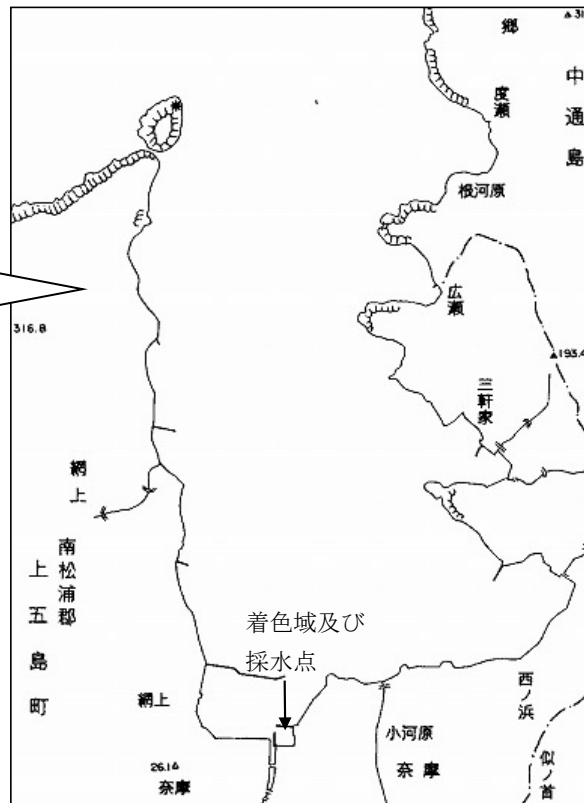 △31
郷
中通島
度瀬
根河原
広瀬
316.8
▲193.4
三軒家
網上
南松浦郡
上五島町
着色域及び
採水点
網上
西ノ浜
小河原
奈摩
似ノ首
26.1△
奈摩